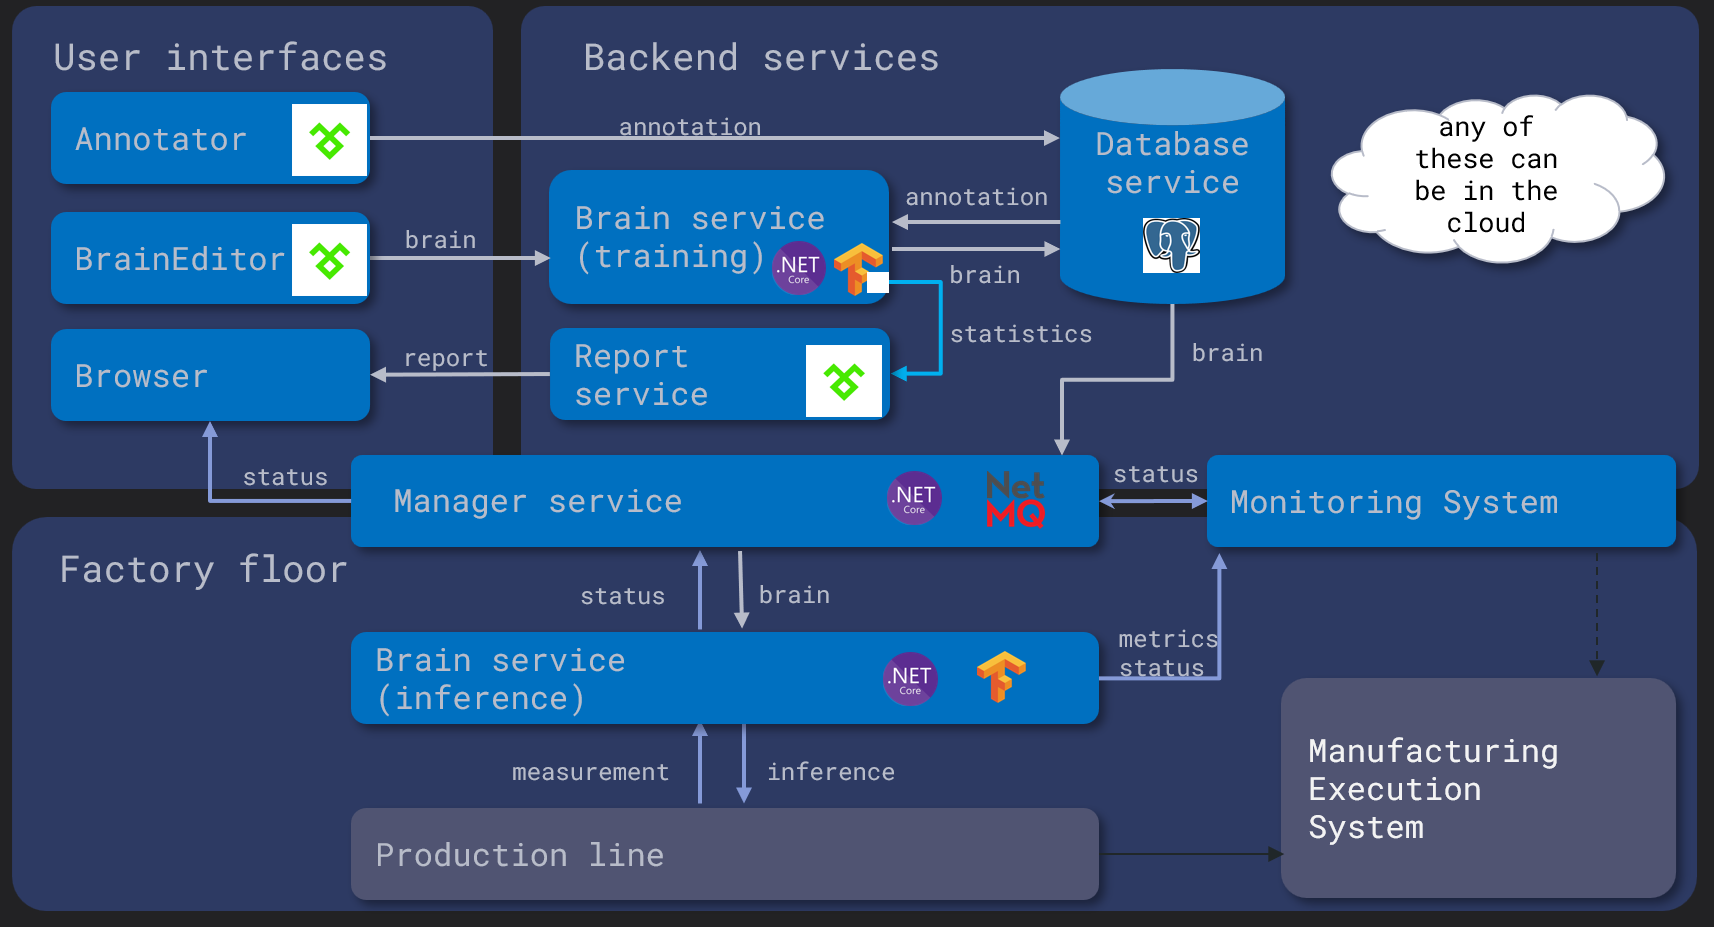 User interfaces
Backend services
Annotator
annotation
Database
service
any of
these can
be in the
cloud
BrainEditor
brain
Brain service
(training)
.NET
Core
annotation
brain
statistics
Browser
report
Report
service
brain
status
Manager service
.NET
Core
Net
MQ
status
Monitoring System
Factory floor
status
brain
Brain service
(inference)
.NET
Core
metrics
status
measurement
inference
Production line
Manufacturing
Execution
System